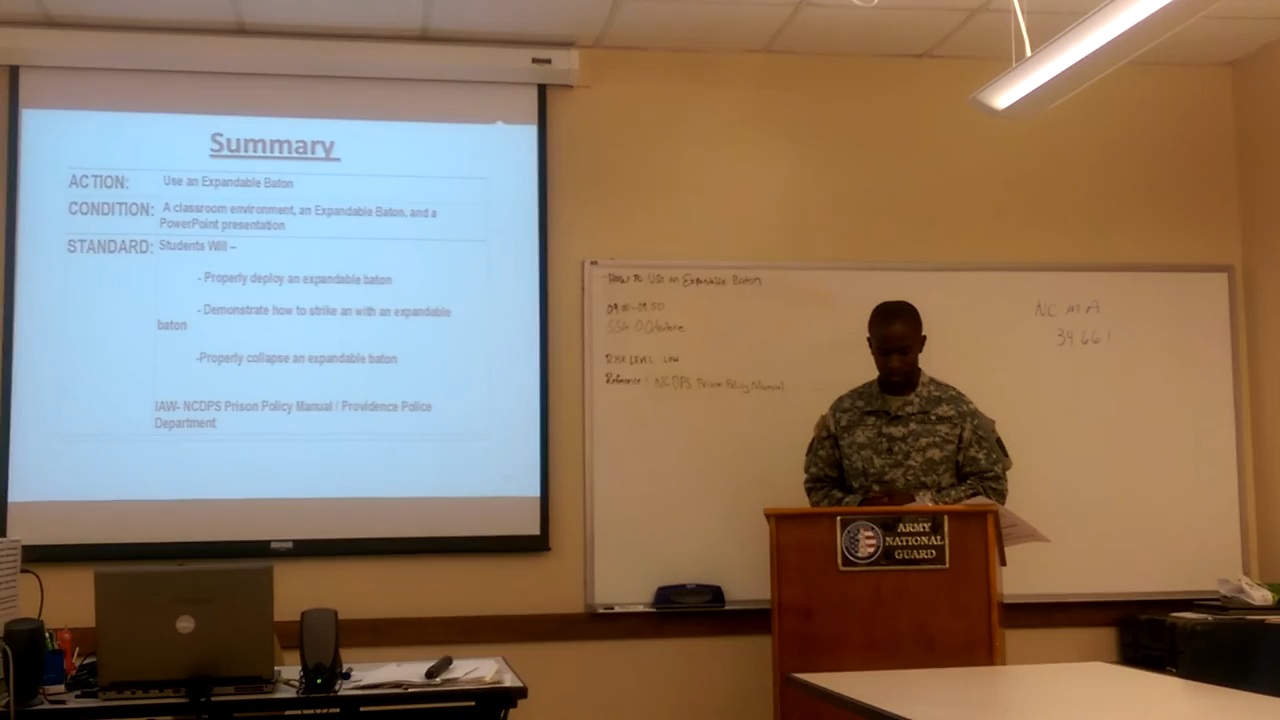 Summary
ACTION: Use an Expandable Baton
CONDITION: A classroom environment, an Expandable Baton, and a
PowerPoint presentation
STANDARD: Students Will –
- Properly deploy an expandable baton
- Demonstrate how to strike an with an expandable
baton
-Properly collapse an expandable baton
IAW- NCDPS Prison Policy Manual / Providence Police
Department
How To Use an Expandable Baton
RISK LEVEL LOW
Reference: NCDPS Prison Policy Manual
34661
ARMY
NATIONAL
GUARD